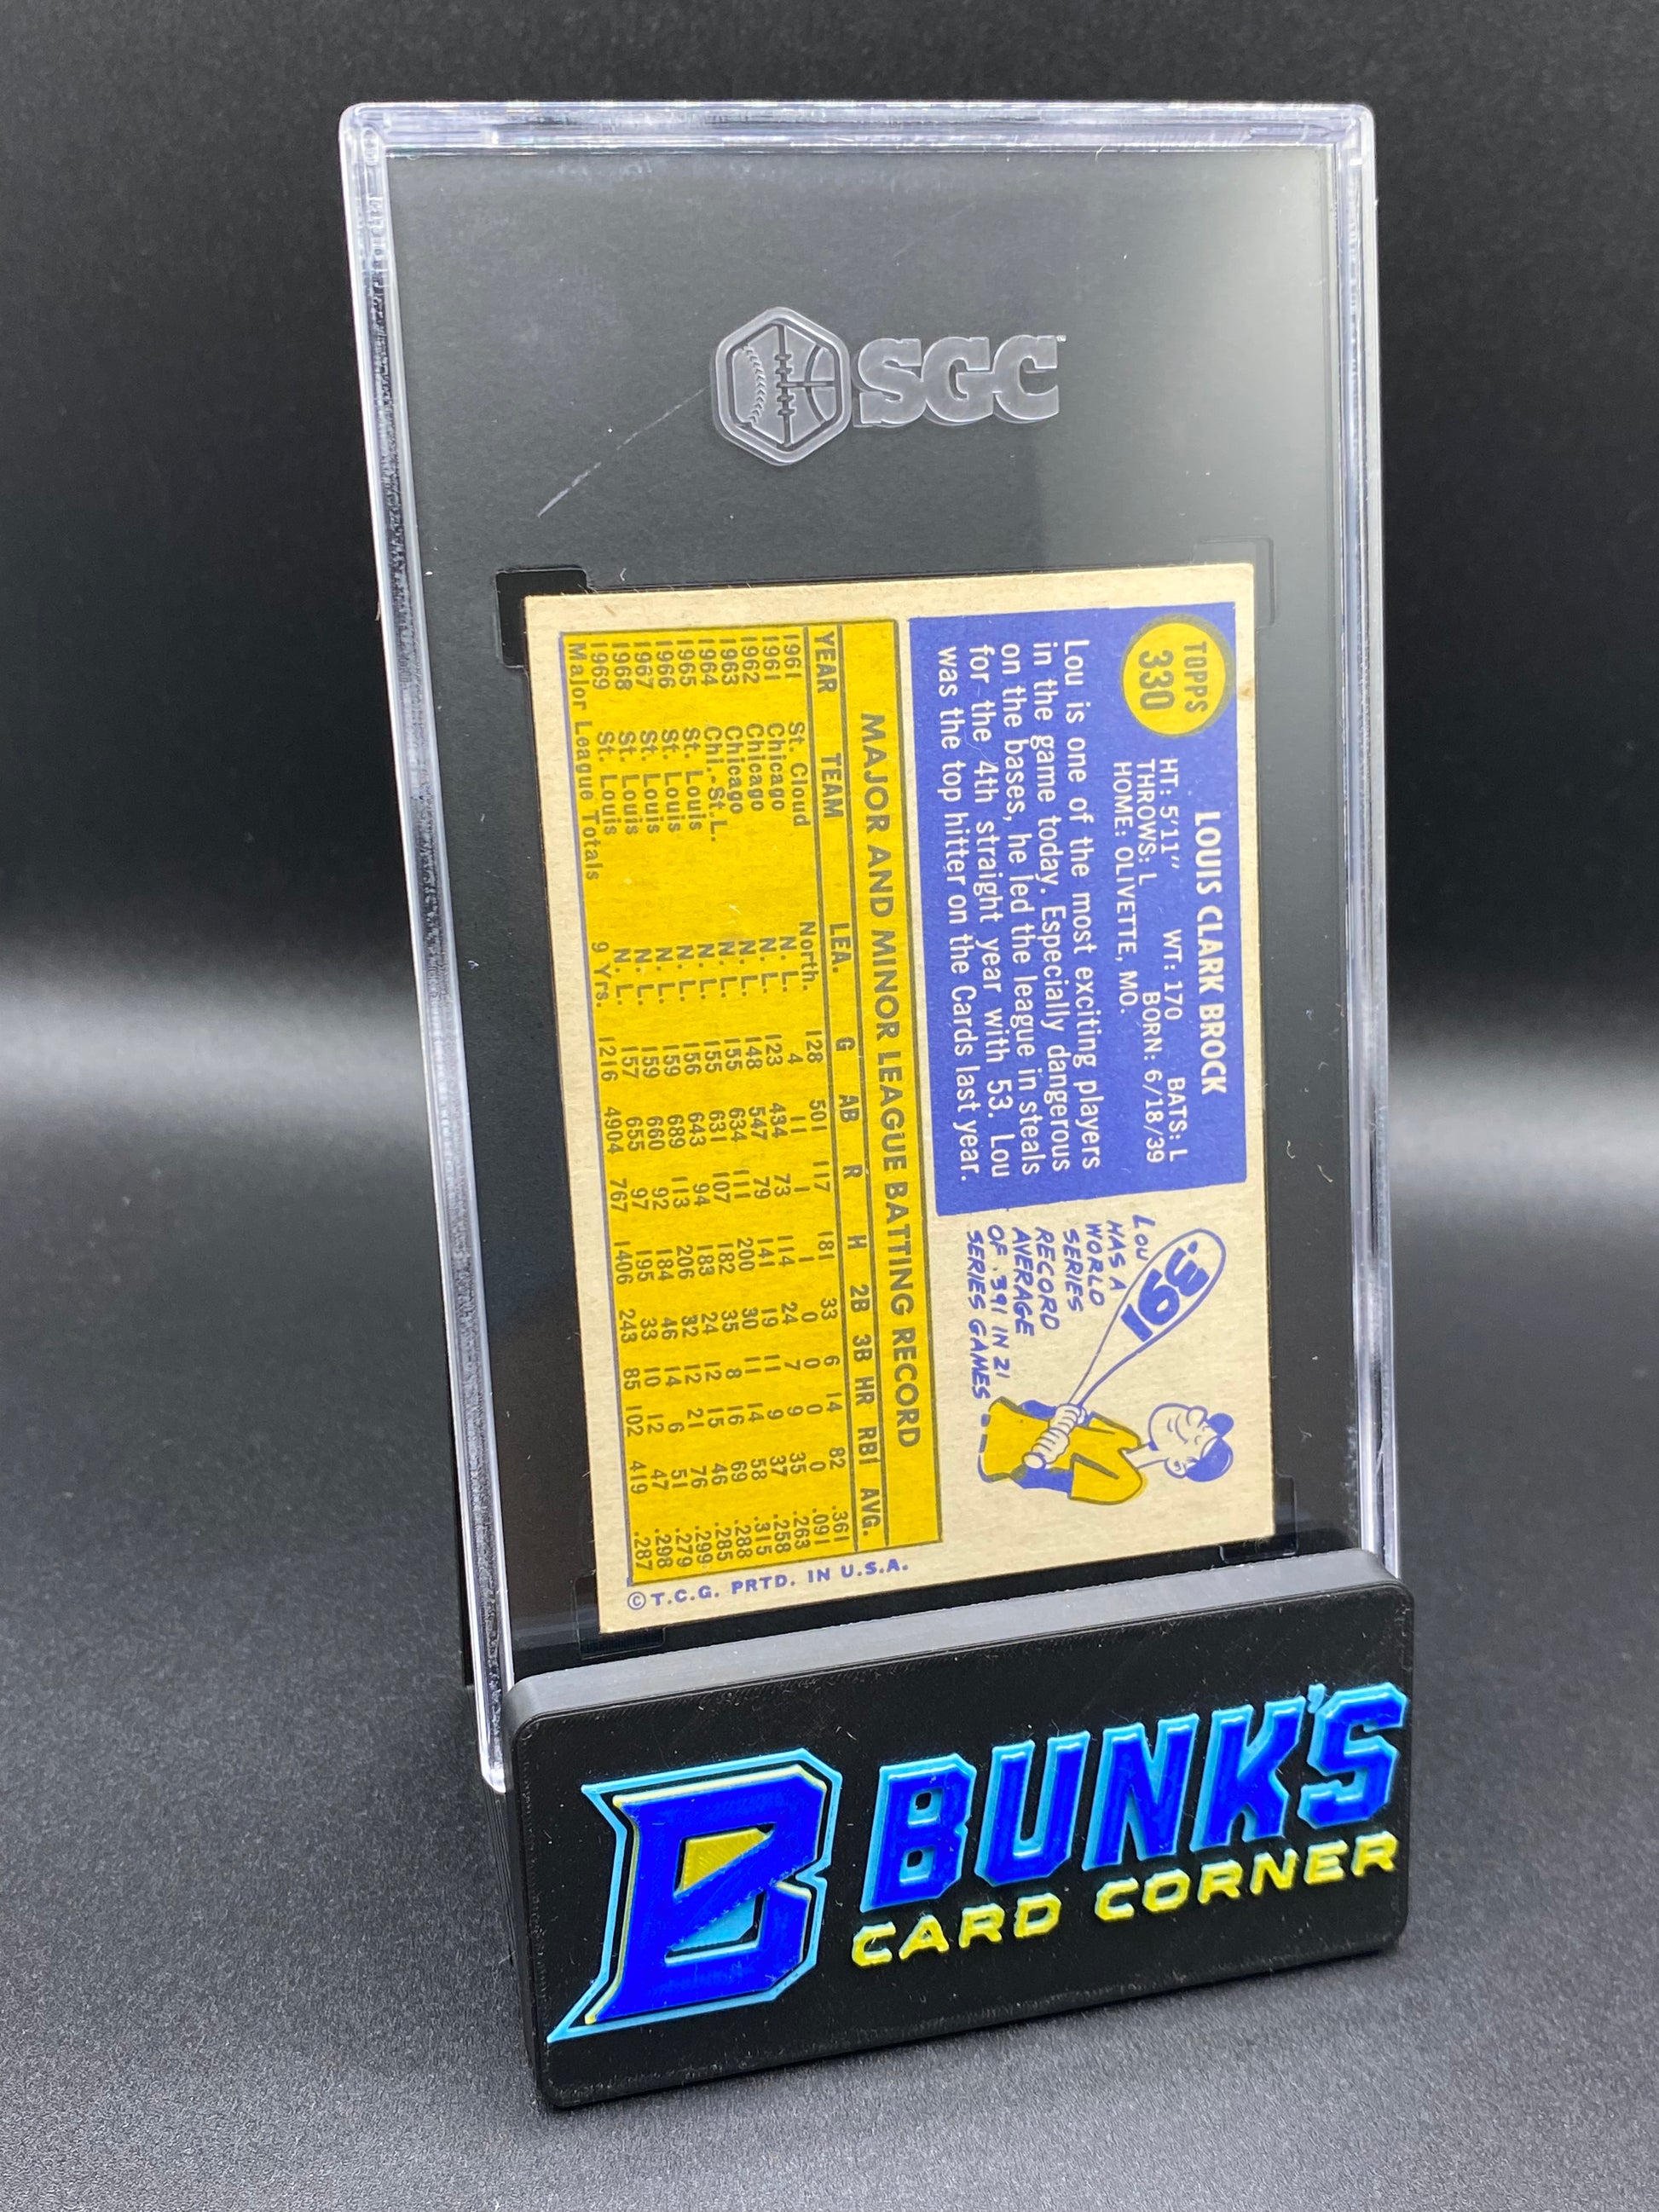 SGC
TOPPS
330
LOUIS CLARK BROCK
HT: 5'11" WT: 170 BATS: L
THROWS: L BORN: 6/18/39
HOME: OLIVETTE, MO.
Lou is one of the most exciting players
in the game today. Especially dangerous
on the bases, he led the league in steals
for the 4th straight year with 53. Lou
was the top hitter on the Cards last year.
.391
LOU
HAS A
WORLD
SERIES
RECORD
AVERAGE
OF .391 IN 21
SERIES GAMES
MAJOR AND MINOR LEAGUE BATTING RECORD
YEAR TEAM LEA. G AB R H 2B 3B HR RBI AVG.
1961 St. Cloud North. 128 501 117 181 33 6 14 82 .361
1961 Chicago N. L. 4 11 1 1 0 0 0 0 .091
1962 Chicago N. L. 123 434 73 114 24 7 9 35 .263
1963 Chicago N. L. 148 547 79 141 19 11 9 37 .258
1964 Chi.-St.L. N. L. 155 634 111 200 30 11 14 58 .315
1965 St. Louis N. L. 155 631 107 182 35 8 16 69 .288
1966 St. Louis N. L. 156 643 94 183 24 12 15 46 .285
1967 St. Louis N. L. 159 689 113 206 32 12 21 76 .299
1968 St. Louis N. L. 159 660 92 184 46 14 6 51 .279
1969 St. Louis N. L. 157 655 97 195 33 10 12 47 .298
Major League Totals 9 Yrs. 1216 4904 767 1406 243 85 102 419 .287
© T.C.G. PRTD. IN U.S.A.
B BUNK'S
CARD CORNER